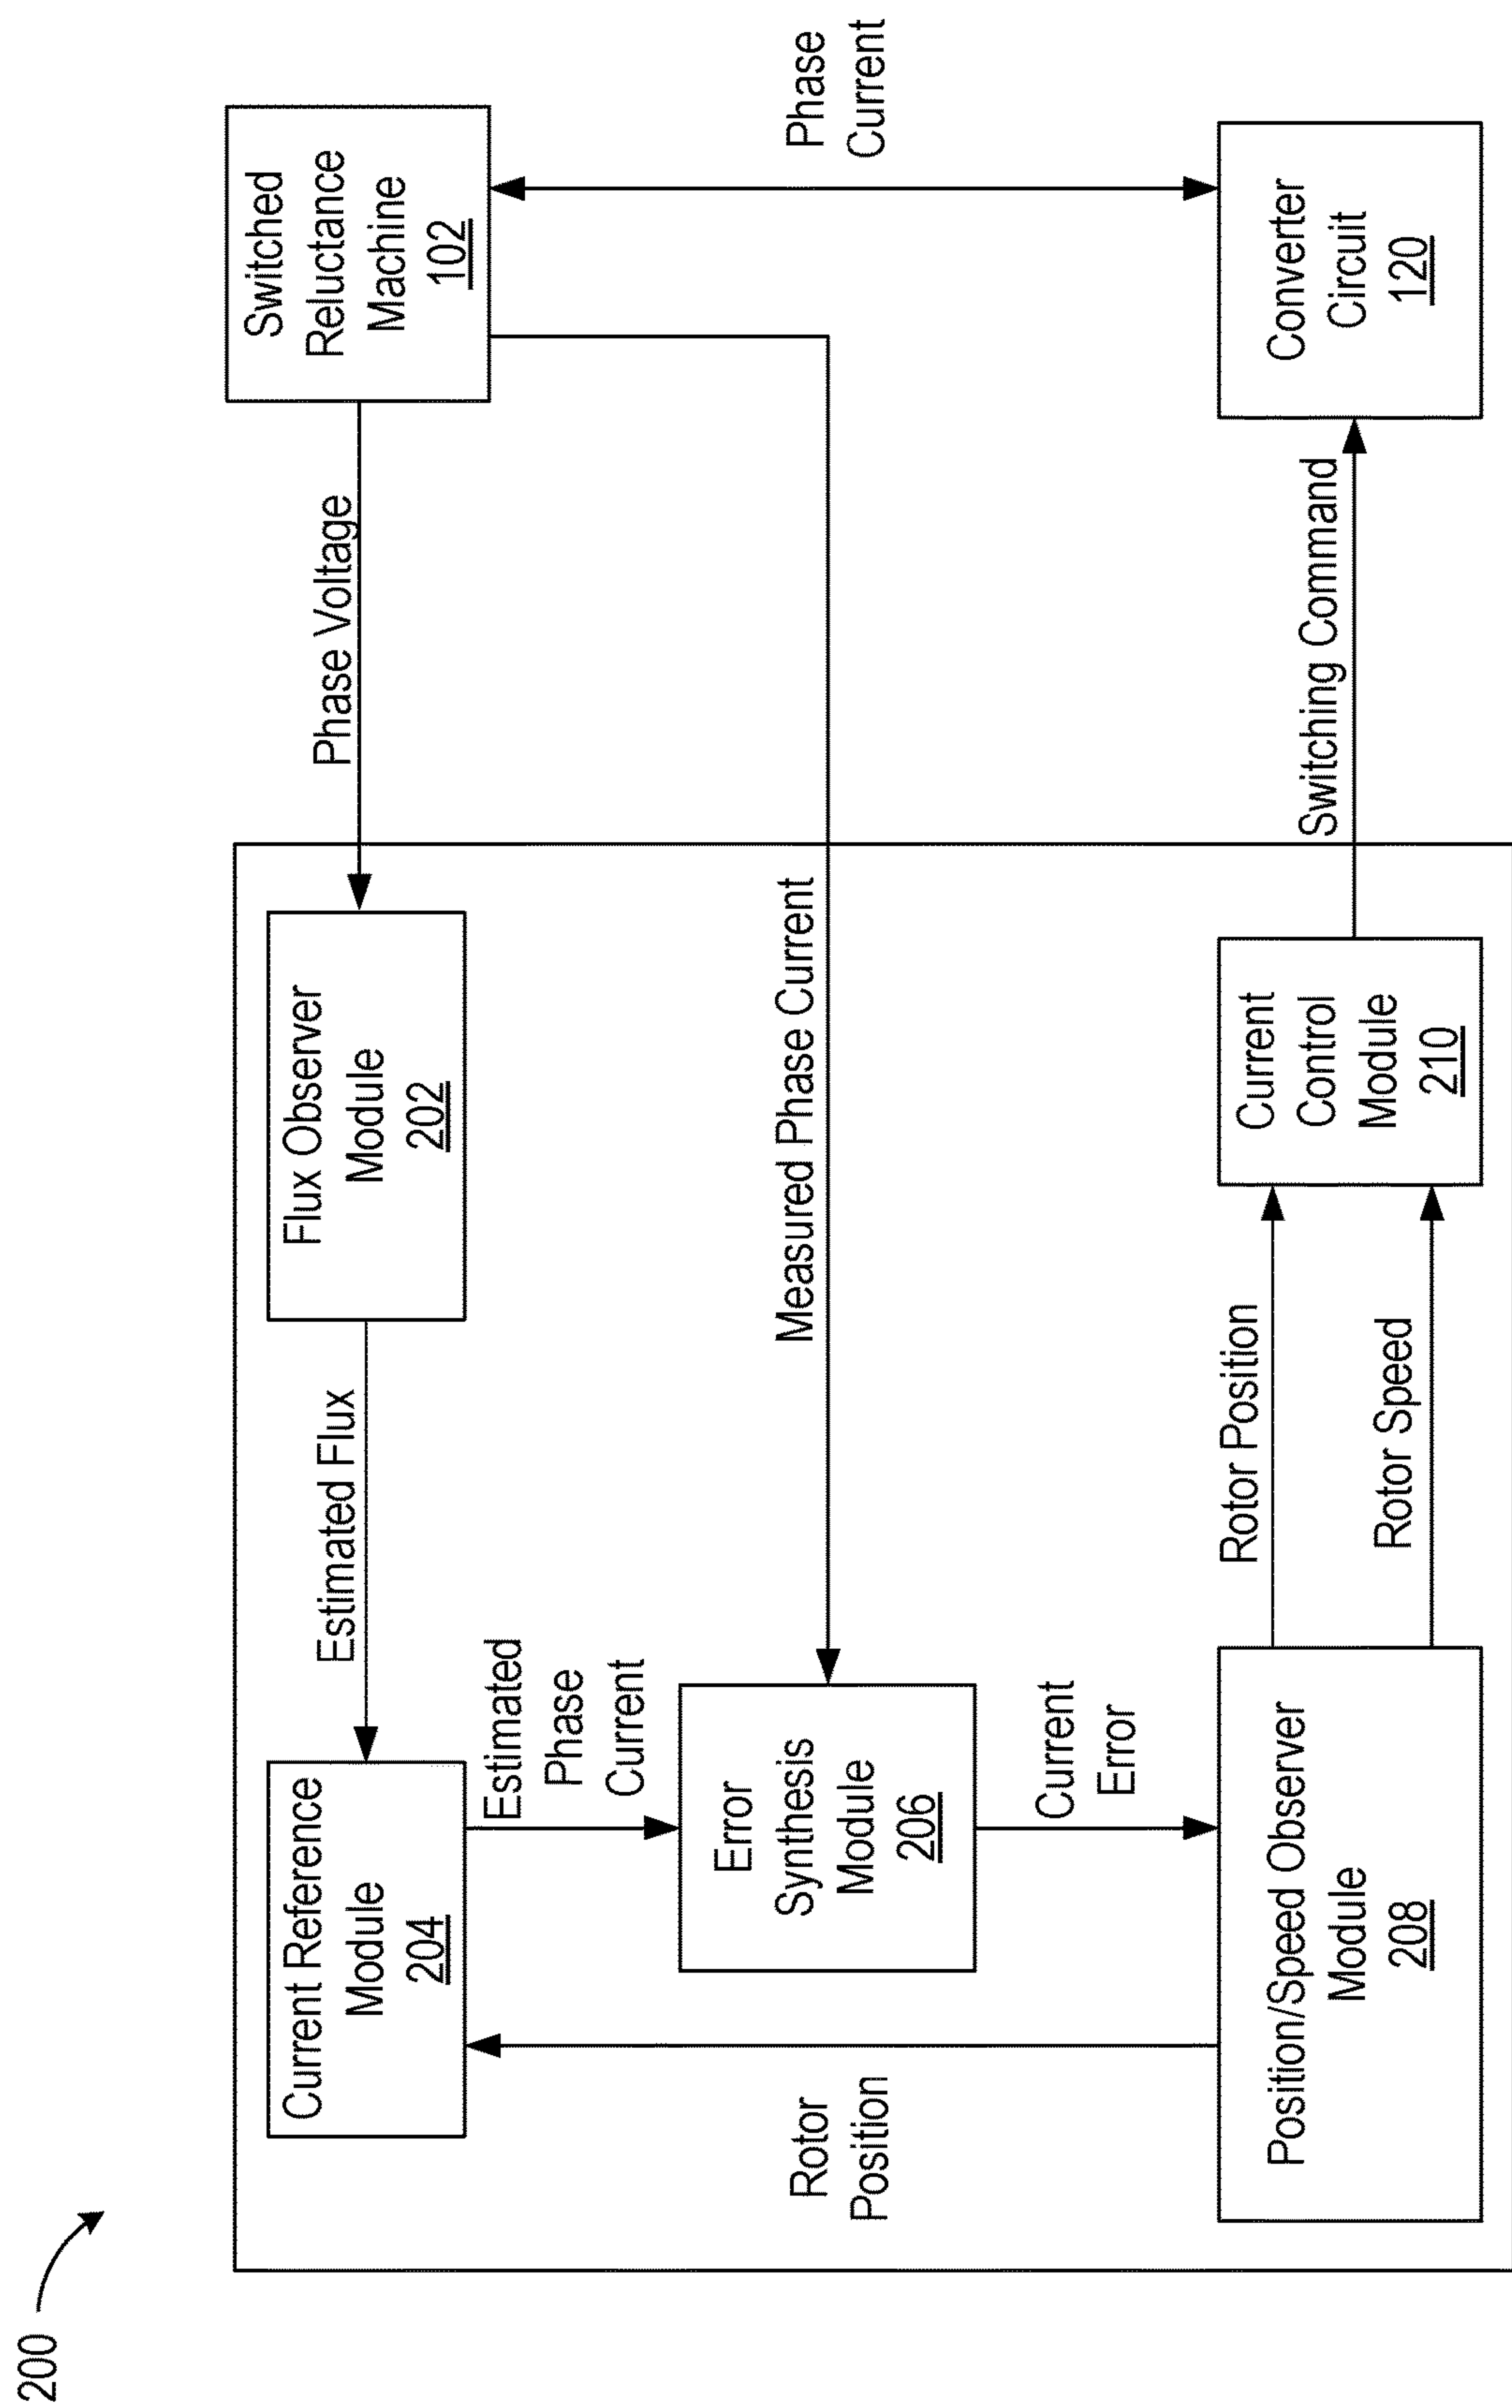 200
Current Reference
Module
204
Estimated Flux
Flux Observer
Module
202
Phase Voltage
Switched
Reluctance
Machine
102
Estimated
Phase
Current
Rotor
Position
Error
Synthesis
Module
206
Measured Phase Current
Phase
Current
Current
Error
Position/Speed Observer
Module
208
Rotor Position
Rotor Speed
Current
Control
Module
210
Switching Command
Converter
Circuit
120